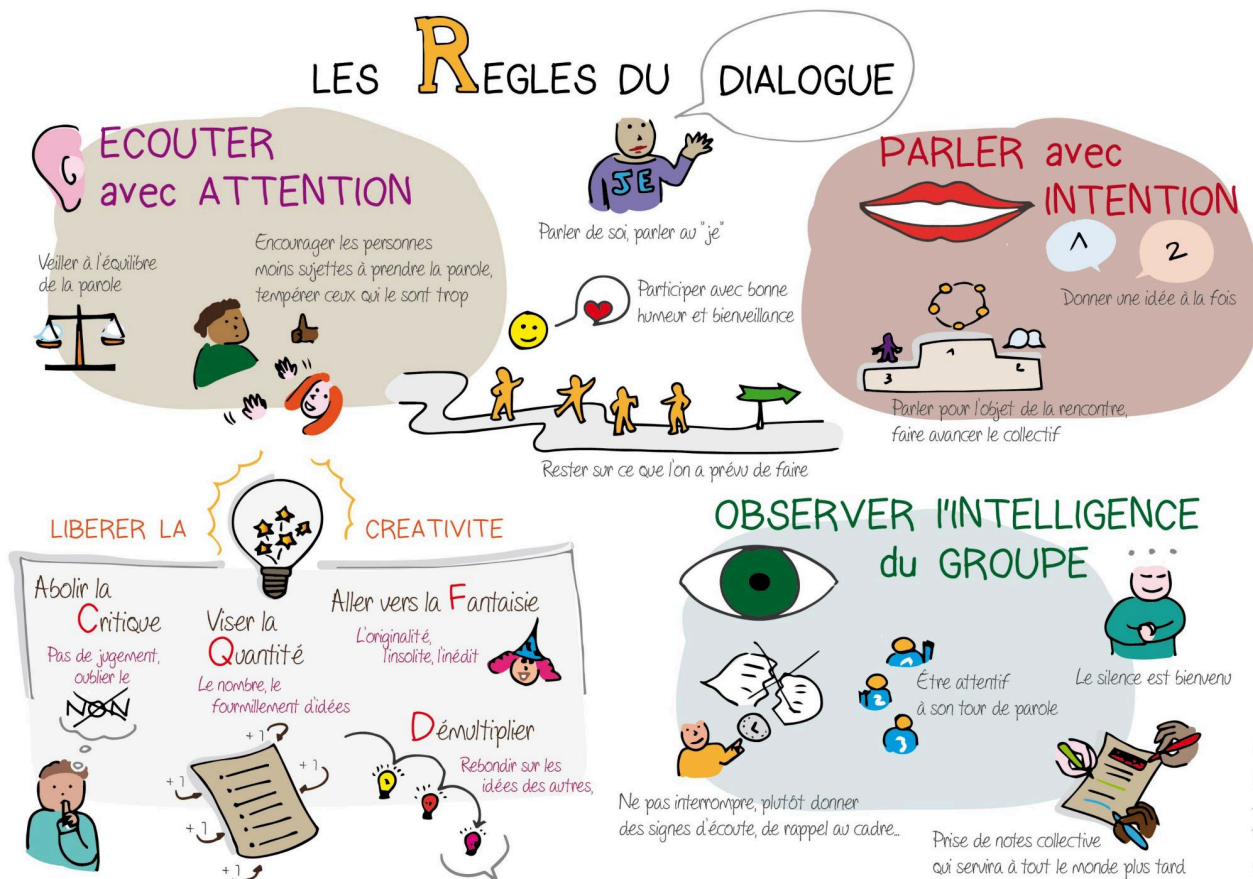 LES REGLES DU DIALOGUE
ECOUTER
avec ATTENTION
Veiller à l'équilibre
de la parole
Encourager les personnes
moins sujettes à prendre la parole,
tempérer ceux qui le sont trop
JE
Parler de soi, parler au "je"
Participer avec bonne
humeur et bienveillance
Rester sur ce que l'on a prévu de faire
PARLER avec
INTENTION
1
2
Donner une idée à la fois
1
2
3
Parler pour l'objet de la rencontre,
faire avancer le collectif
LIBERER LA CREATIVITE
Abolir la
Critique
Pas de jugement,
oublier le
NON
Viser la
Quantité
Le nombre, le
fourmillement d'idées
+1
+1
+1
+1
+1
+1
Aller vers la Fantaisie
L'originalité,
l'insolite, l'inédit
Démultiplier
Rebondir sur les
idées des autres,
OBSERVER l'INTELLIGENCE
du GROUPE
Ne pas interrompre, plutôt donner
des signes d'écoute, de rappel au cadre...
1
2
3
Être attentif
à son tour de parole
...
Le silence est bienvenu
Prise de notes collective
qui servira à tout le monde plus tard